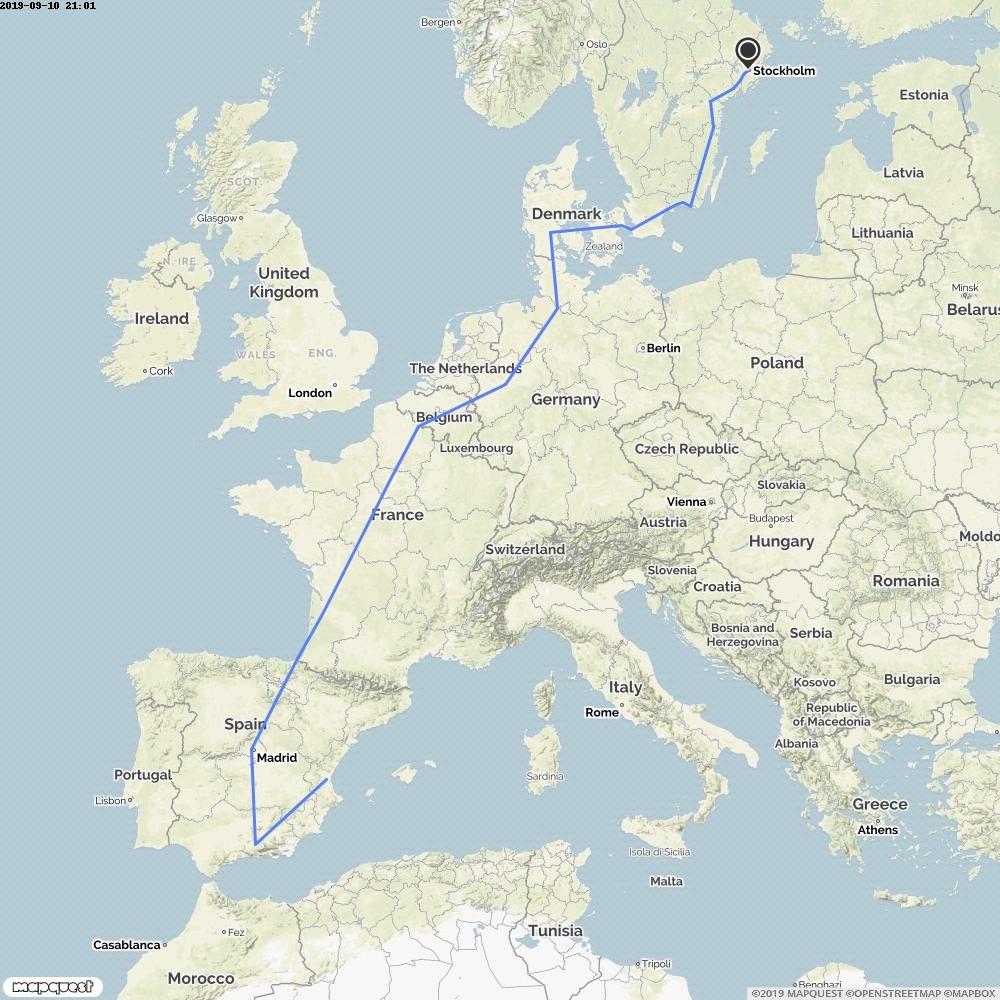 2019-09-10 21:01
Bergen
Oslo
Stockholm
Estonia
SCOT.
Latvia
Glasgow
Denmark
Lithuania
Zealand
N. IRE.
United
Kingdom
Minsk
Belarus
Ireland
WALES
ENG.
Berlin
Cork
The Netherlands
Poland
London
Germany
Belgium
Luxembourg
Czech Republic
Slovakia
Vienna
France
Austria
Budapest
Hungary
Moldo
Switzerland
Slovenia
Croatia
Romania
Bosnia and
Herzegovina
Serbia
Italy
Kosovo
Bulgaria
Rome
Republic
of Macedonia
Spain
Albania
Madrid
Portugal
Sardinia
Lisbon
Greece
Athens
Isola di Sicilia
Malta
Tunisia
Fez
Casablanca
Tripoli
Morocco
Benghazi
mapquest
©2019 MAPQUEST ©OPENSTREETMAP ©MAPBOX